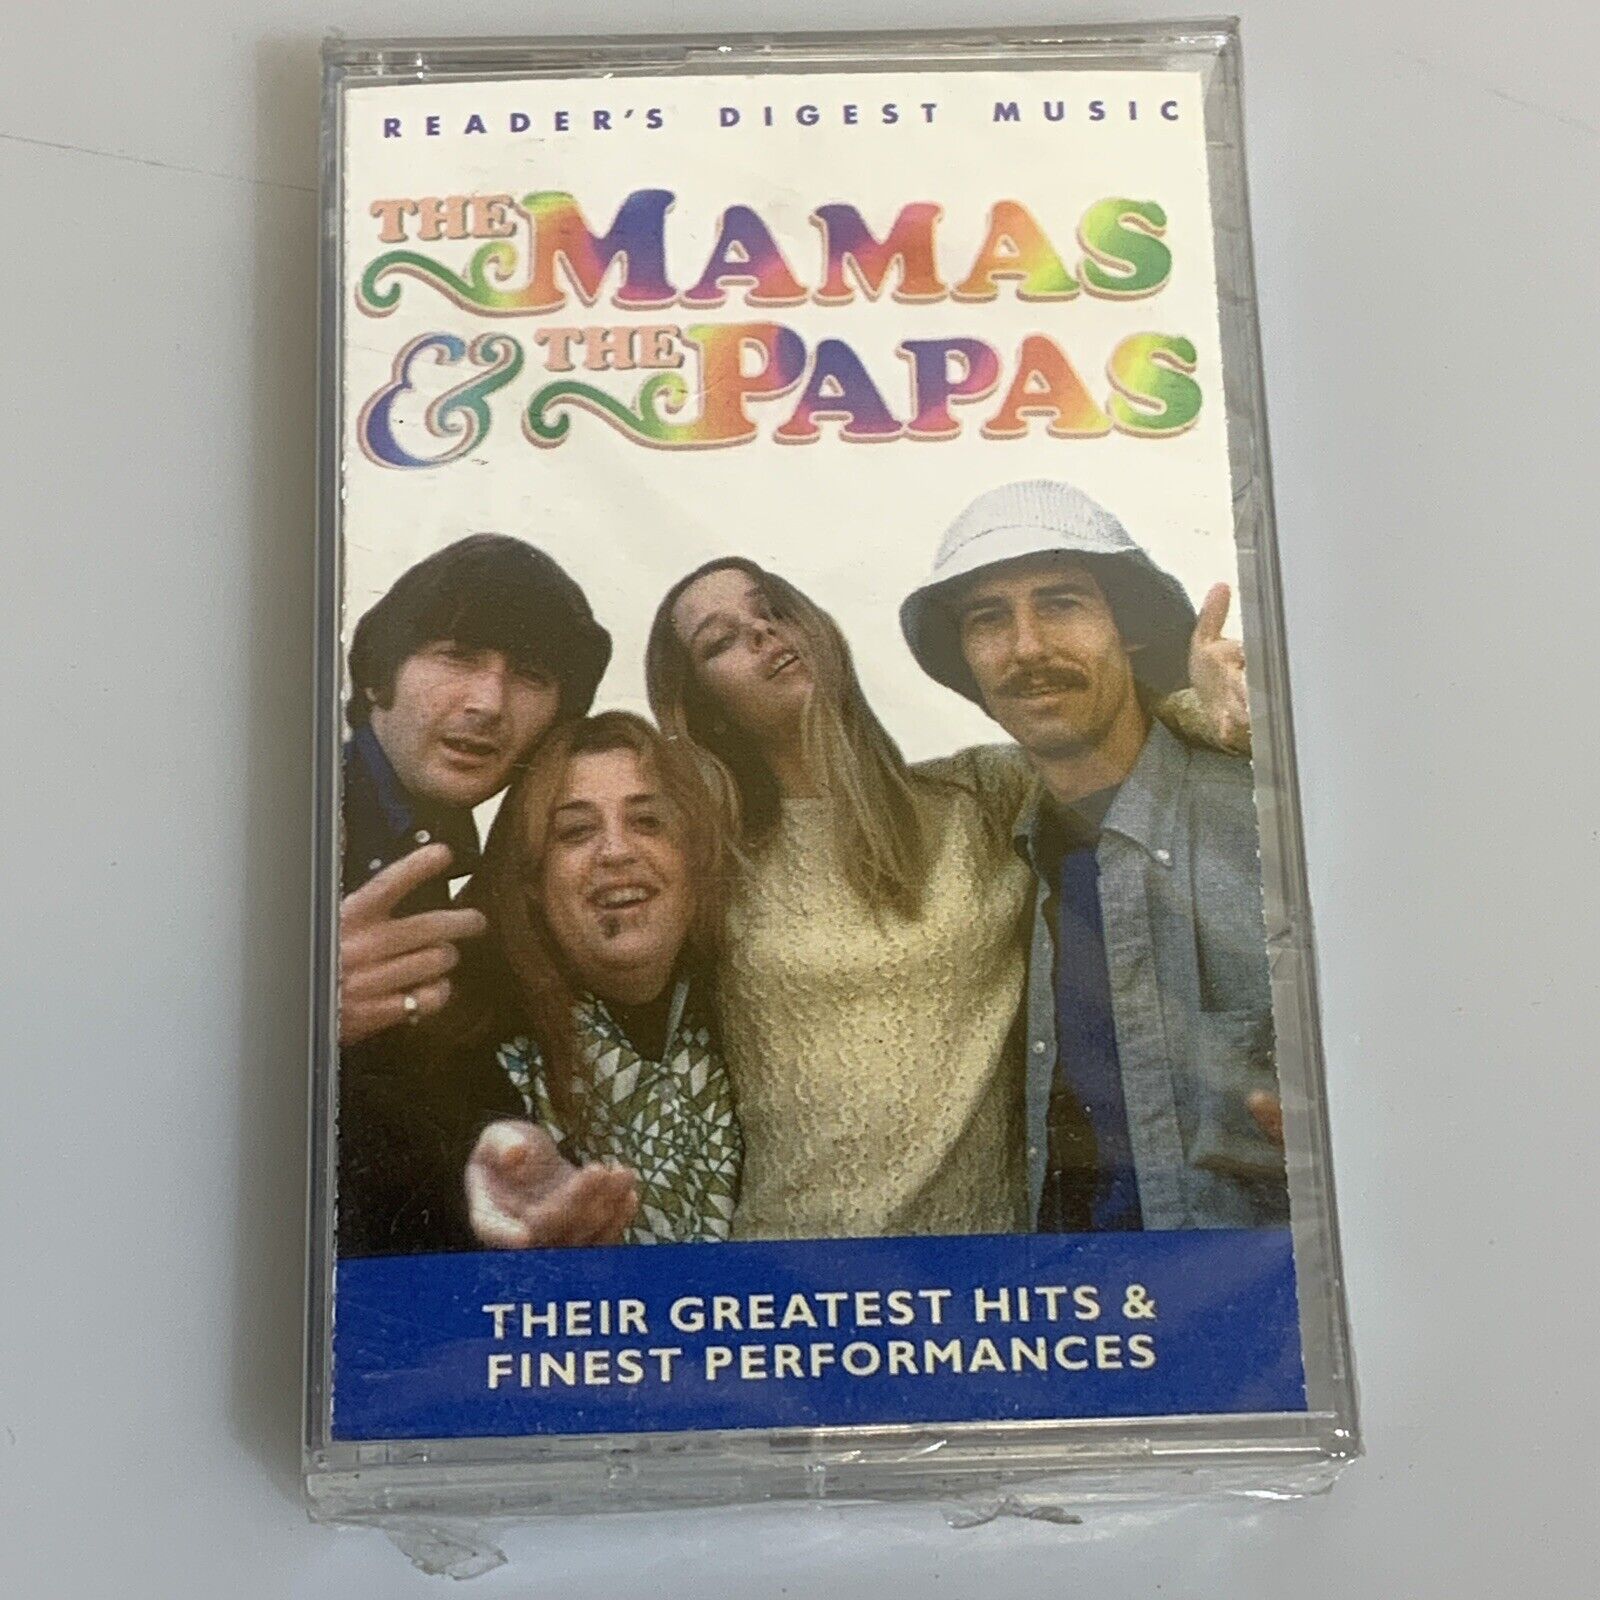 READER'S DIGEST MUSIC
THE MAMAS
& THE PAPAS
THEIR GREATEST HITS &
FINEST PERFORMANCES